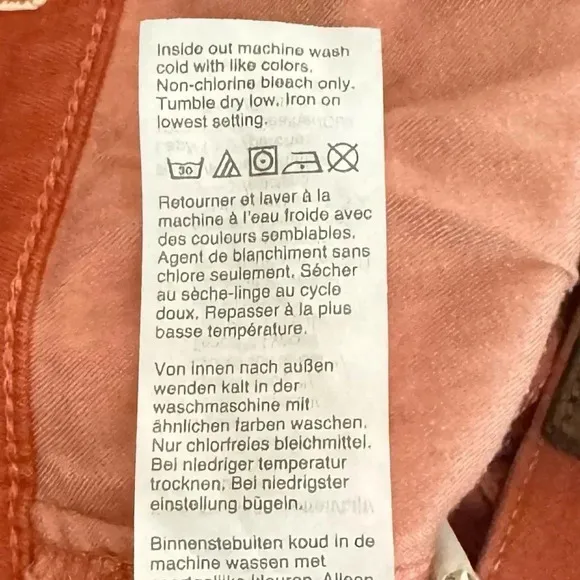 Inside out machine wash
cold with like colors.
Non-chlorine bleach only.
Tumble dry low. Iron on
lowest setting.
30
Retourner et laver à la
machine à l'eau froide avec
des couleurs semblables.
Agent de blanchiment sans
chlore seulement. Sécher
au sèche-linge au cycle
doux. Repasser à la plus
basse température.
Von innen nach außen
wenden kalt in der
waschmaschine mit
ähnlichen farben waschen.
Nur chlorfreies bleichmittel.
Bei niedriger temperatur
trocknen. Bei niedrigster
einstellung bügeln.
Binnenstebuiten koud in de
machine wassen met
kleuren. Alleen